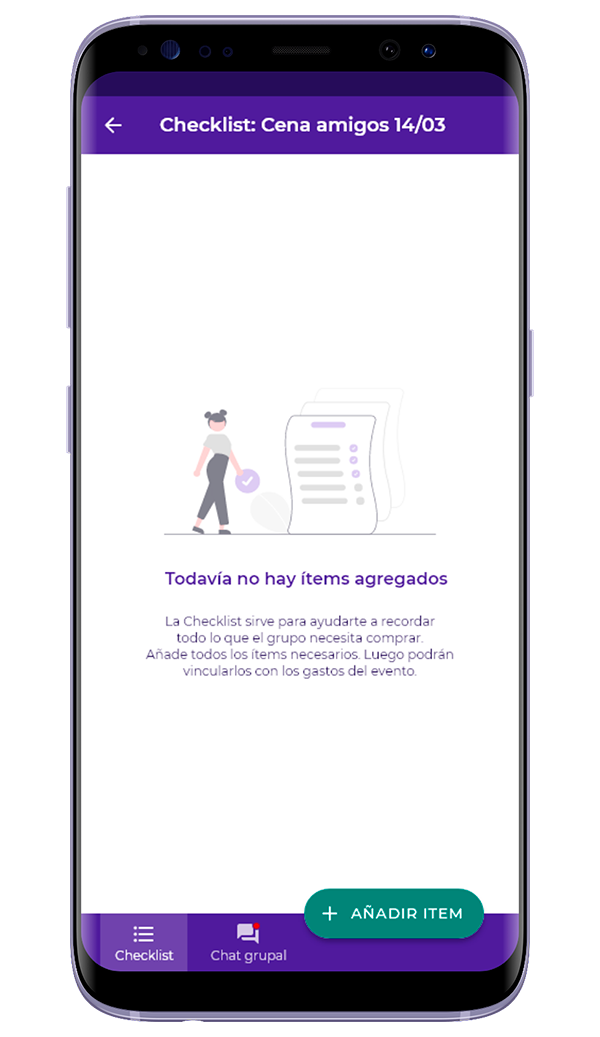 Checklist: Cena amigos 14/03
Todavía no hay ítems agregados
La Checklist sirve para ayudarte a recordar
todo lo que el grupo necesita comprar.
Añade todos los ítems necesarios. Luego podrán
vincularlos con los gastos del evento.
AÑADIR ITEM
Checklist
Chat grupal